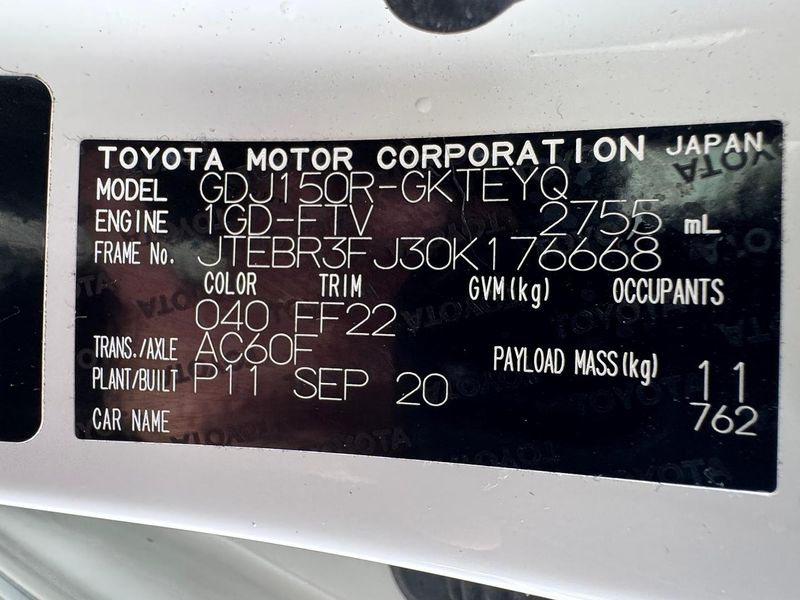 TOYOTA MOTOR CORPORATION JAPAN
MODEL GDJ150R-GKTEYQ
ENGINE 1GD-FTV 2755 mL
FRAME No. JTEBR3FJ30K176668
COLOR TRIM GVM(kg) OCCUPANTS
040 FF22
TRANS./AXLE AC60F
PAYLOAD MASS(kg)
PLANT/BUILT P11 SEP 20 11
CAR NAME 762